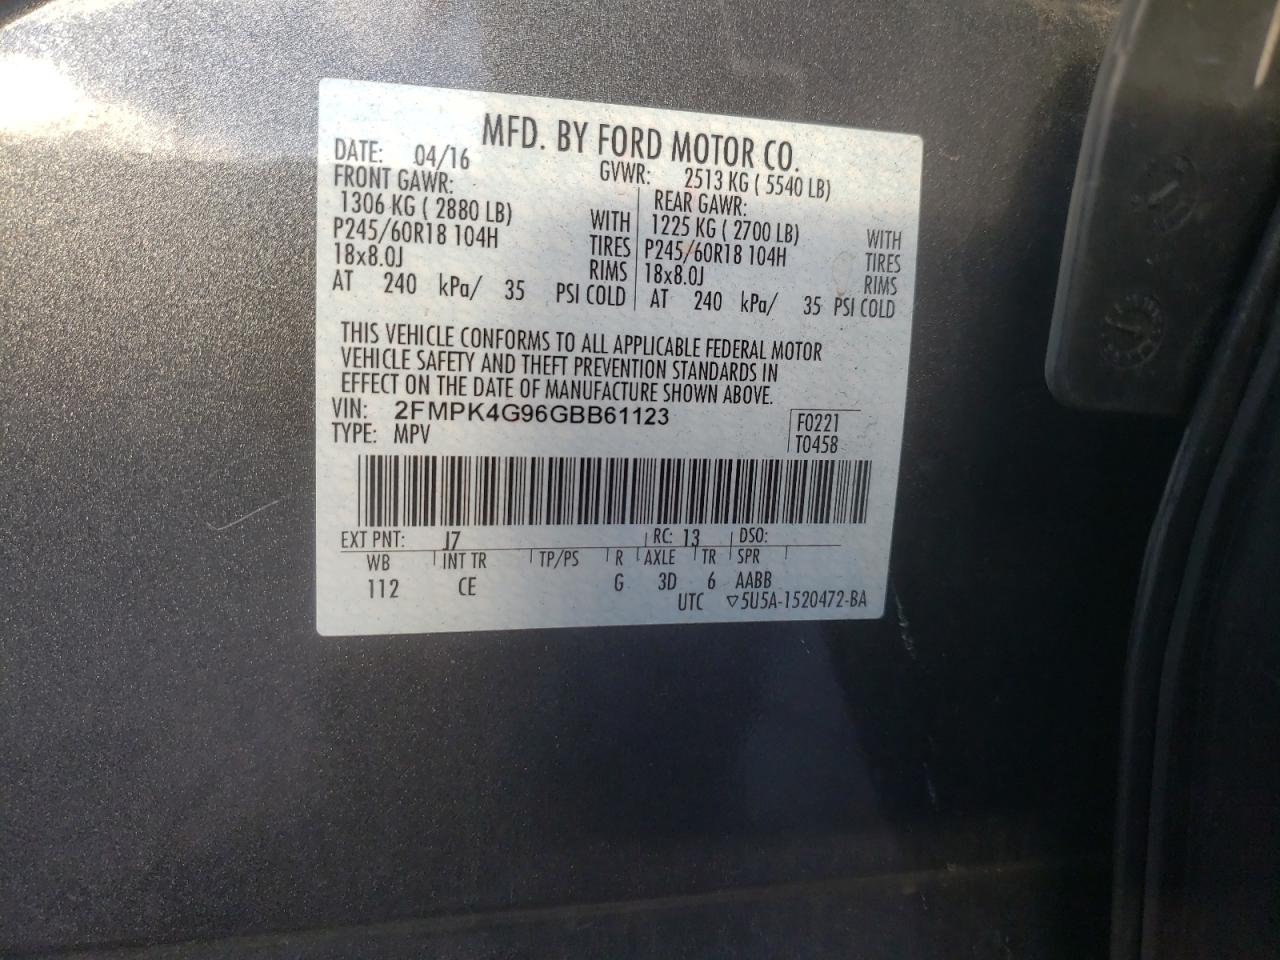 MFD. BY FORD MOTOR CO.
DATE: 04/16 GVWR: 2513 KG ( 5540 LB)
FRONT GAWR: REAR GAWR:
1306 KG ( 2880 LB) WITH 1225 KG ( 2700 LB) WITH
P245/60R18 104H TIRES P245/60R18 104H TIRES
18x8.0J RIMS 18x8.0J RIMS
AT 240 kPa/ 35 PSI COLD AT 240 kPa/ 35 PSI COLD
THIS VEHICLE CONFORMS TO ALL APPLICABLE FEDERAL MOTOR
VEHICLE SAFETY AND THEFT PREVENTION STANDARDS IN
EFFECT ON THE DATE OF MANUFACTURE SHOWN ABOVE.
VIN: 2FMPK4G96GBB61123 F0221
TYPE: MPV T0458
EXT PNT: J7 RC: 13 DSO:
WB INT TR TP/PS R AXLE TR SPR
112 CE G 3D 6 AABB
UTC ▽5U5A-1520472-BA